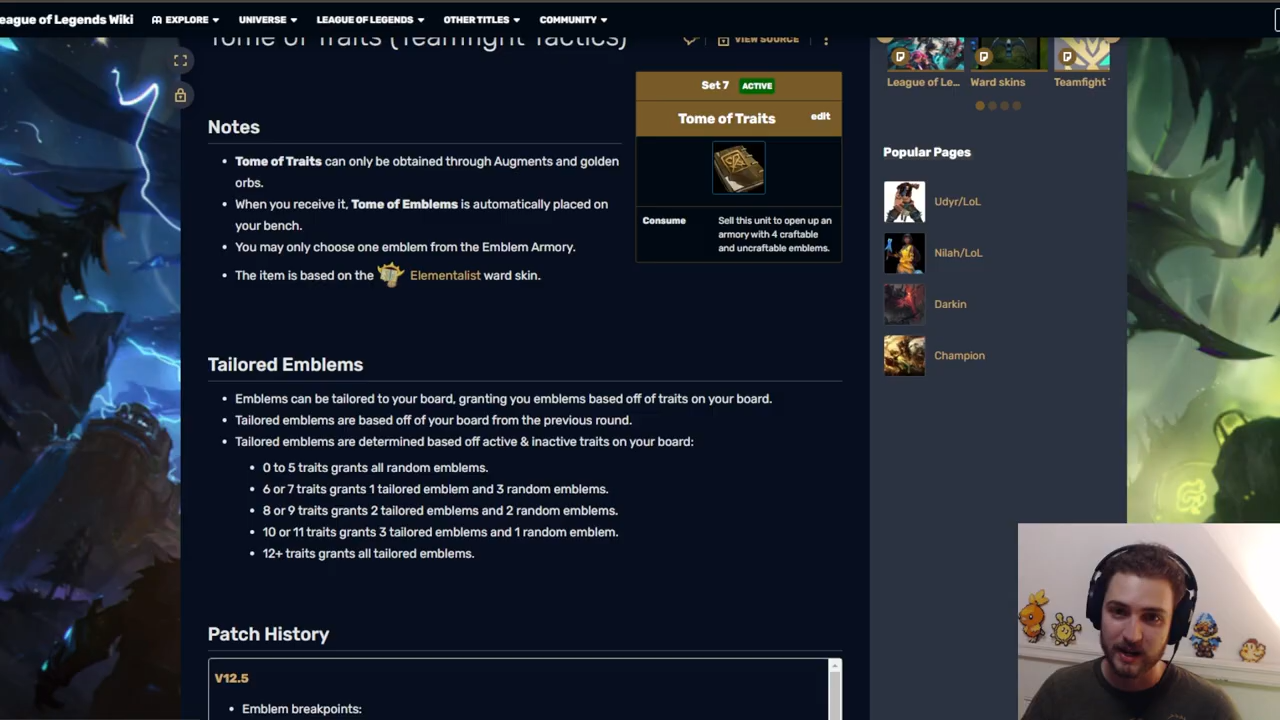 eague of Legends Wiki EXPLORE UNIVERSE LEAGUE OF LEGENDS OTHER TITLES COMMUNITY
Tome of Traits (Teamfight Tactics) VIEW SOURCE
Set 7 ACTIVE
Tome of Traits edit
Consume Sell this unit to open up an
armory with 4 craftable
and uncraftable emblems.
Notes
Tome of Traits can only be obtained through Augments and golden
orbs.
When you receive it, Tome of Emblems is automatically placed on
your bench.
You may only choose one emblem from the Emblem Armory.
The item is based on the Elementalist ward skin.
Tailored Emblems
Emblems can be tailored to your board, granting you emblems based off of traits on your board.
Tailored emblems are based off of your board from the previous round.
Tailored emblems are determined based off active & inactive traits on your board:
0 to 5 traits grants all random emblems.
6 or 7 traits grants 1 tailored emblem and 3 random emblems.
8 or 9 traits grants 2 tailored emblems and 2 random emblems.
10 or 11 traits grants 3 tailored emblems and 1 random emblem.
12+ traits grants all tailored emblems.
Patch History
V12.5
Emblem breakpoints:
League of Le... Ward skins Teamfight
Popular Pages
Udyr/LoL
Nilah/LoL
Darkin
Champion